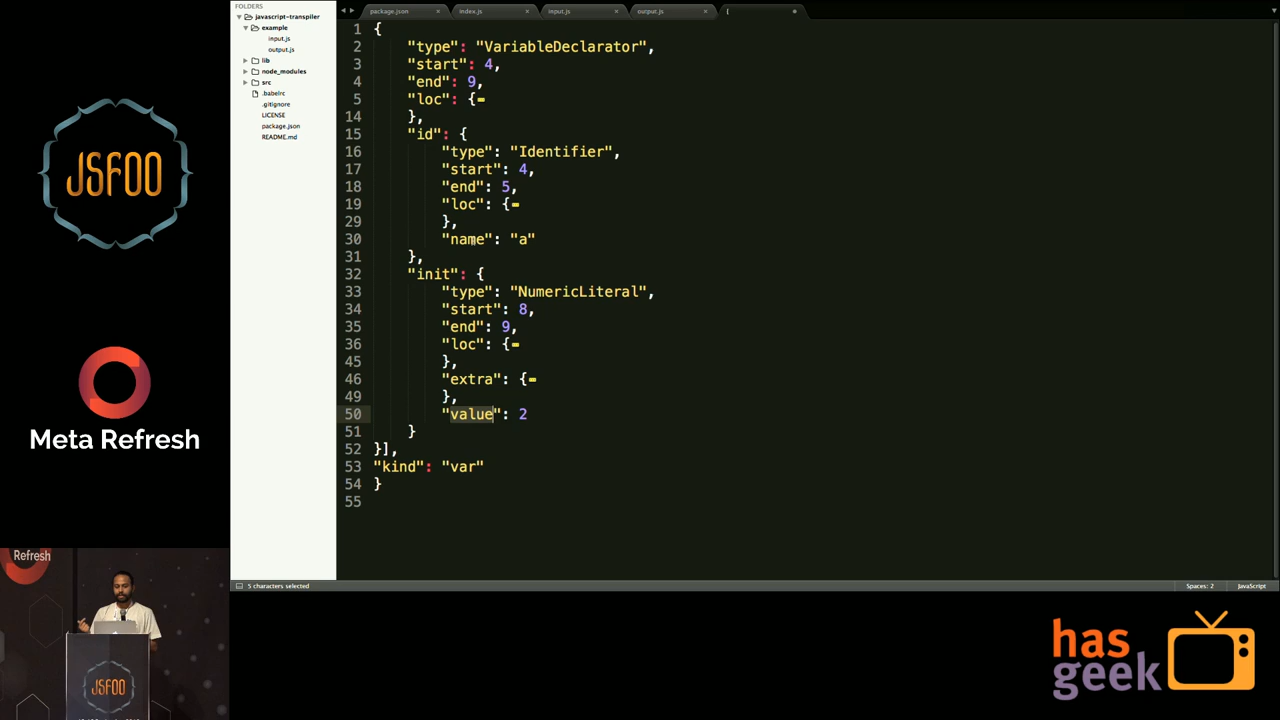 FOLDERS
javascript-transpiler
example
input.js
output.js
lib
node_modules
src
.babelrc
.gitignore
LICENSE
package.json
README.md
package.json
index.js
input.js
output.js
{
1 {
2 "type": "VariableDeclarator",
3 "start": 4,
4 "end": 9,
5 "loc": {
14 },
15 "id": {
16 "type": "Identifier",
17 "start": 4,
18 "end": 5,
19 "loc": {
29 },
30 "name": "a"
31 },
32 "init": {
33 "type": "NumericLiteral",
34 "start": 8,
35 "end": 9,
36 "loc": {
45 },
46 "extra": {
49 },
50 "value": 2
51 }
52 }],
53 "kind": "var"
54 }
55
5 characters selected
Spaces: 2
JavaScript
JSFOO
Meta Refresh
Refresh
JSFOO
has
geek